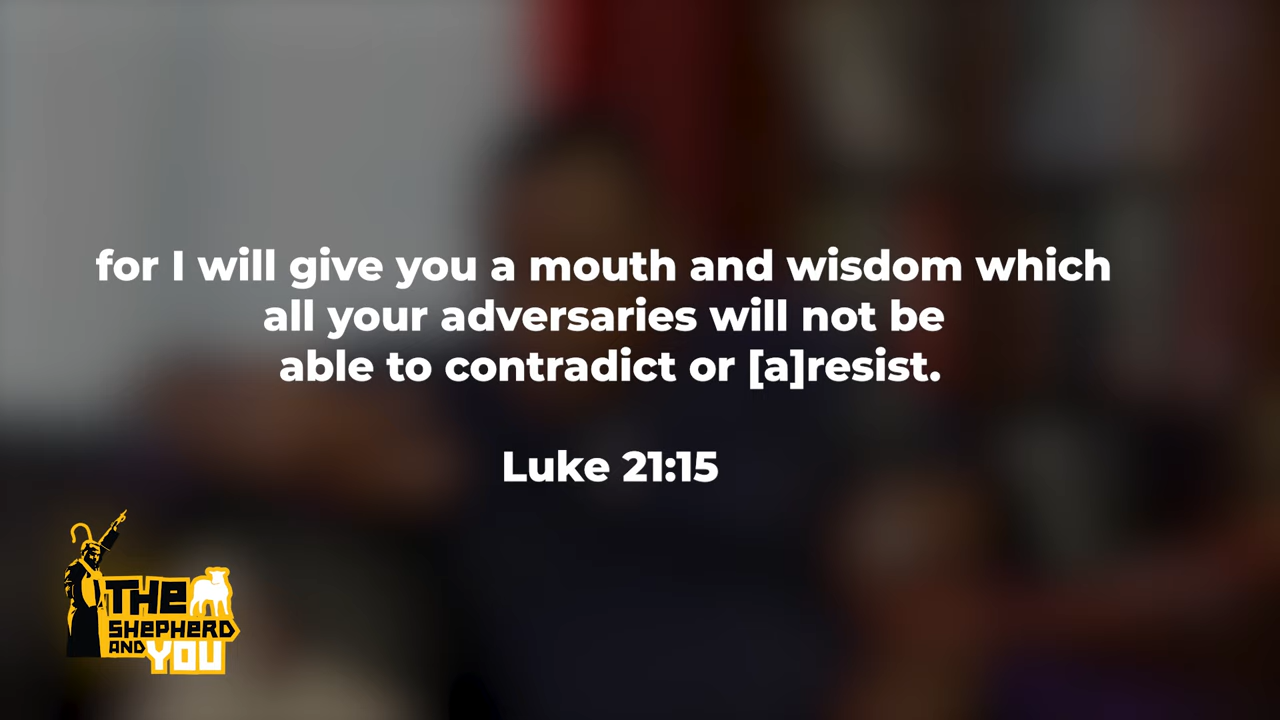 for I will give you a mouth and wisdom which
all your adversaries will not be
able to contradict or [a]resist.
Luke 21:15
THE
SHEPHERD
AND YOU